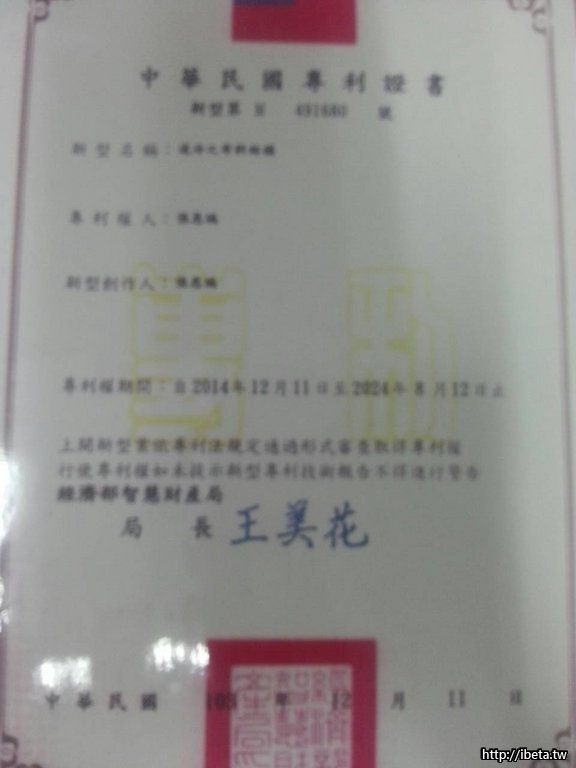 中華民國專利證書
新型第 M 491680 號
新型名稱：
專利權人：張
新型創作人：張
專利權期間：自2014年12月11日至2024年8月12日止
上開新型業依專利法規定通過形式審查取得專利權
行使專利權如未提示新型專利技術報告不得進行警告
經濟部智慧財產局
局長 王美花
中華民國 103 年 12 月 11 日
http://ibeta.tw